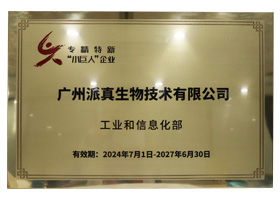 专精特新
“小巨人”企业
广州派真生物技术有限公司
工业和信息化部
有效期：2024年7月1日-2027年6月30日